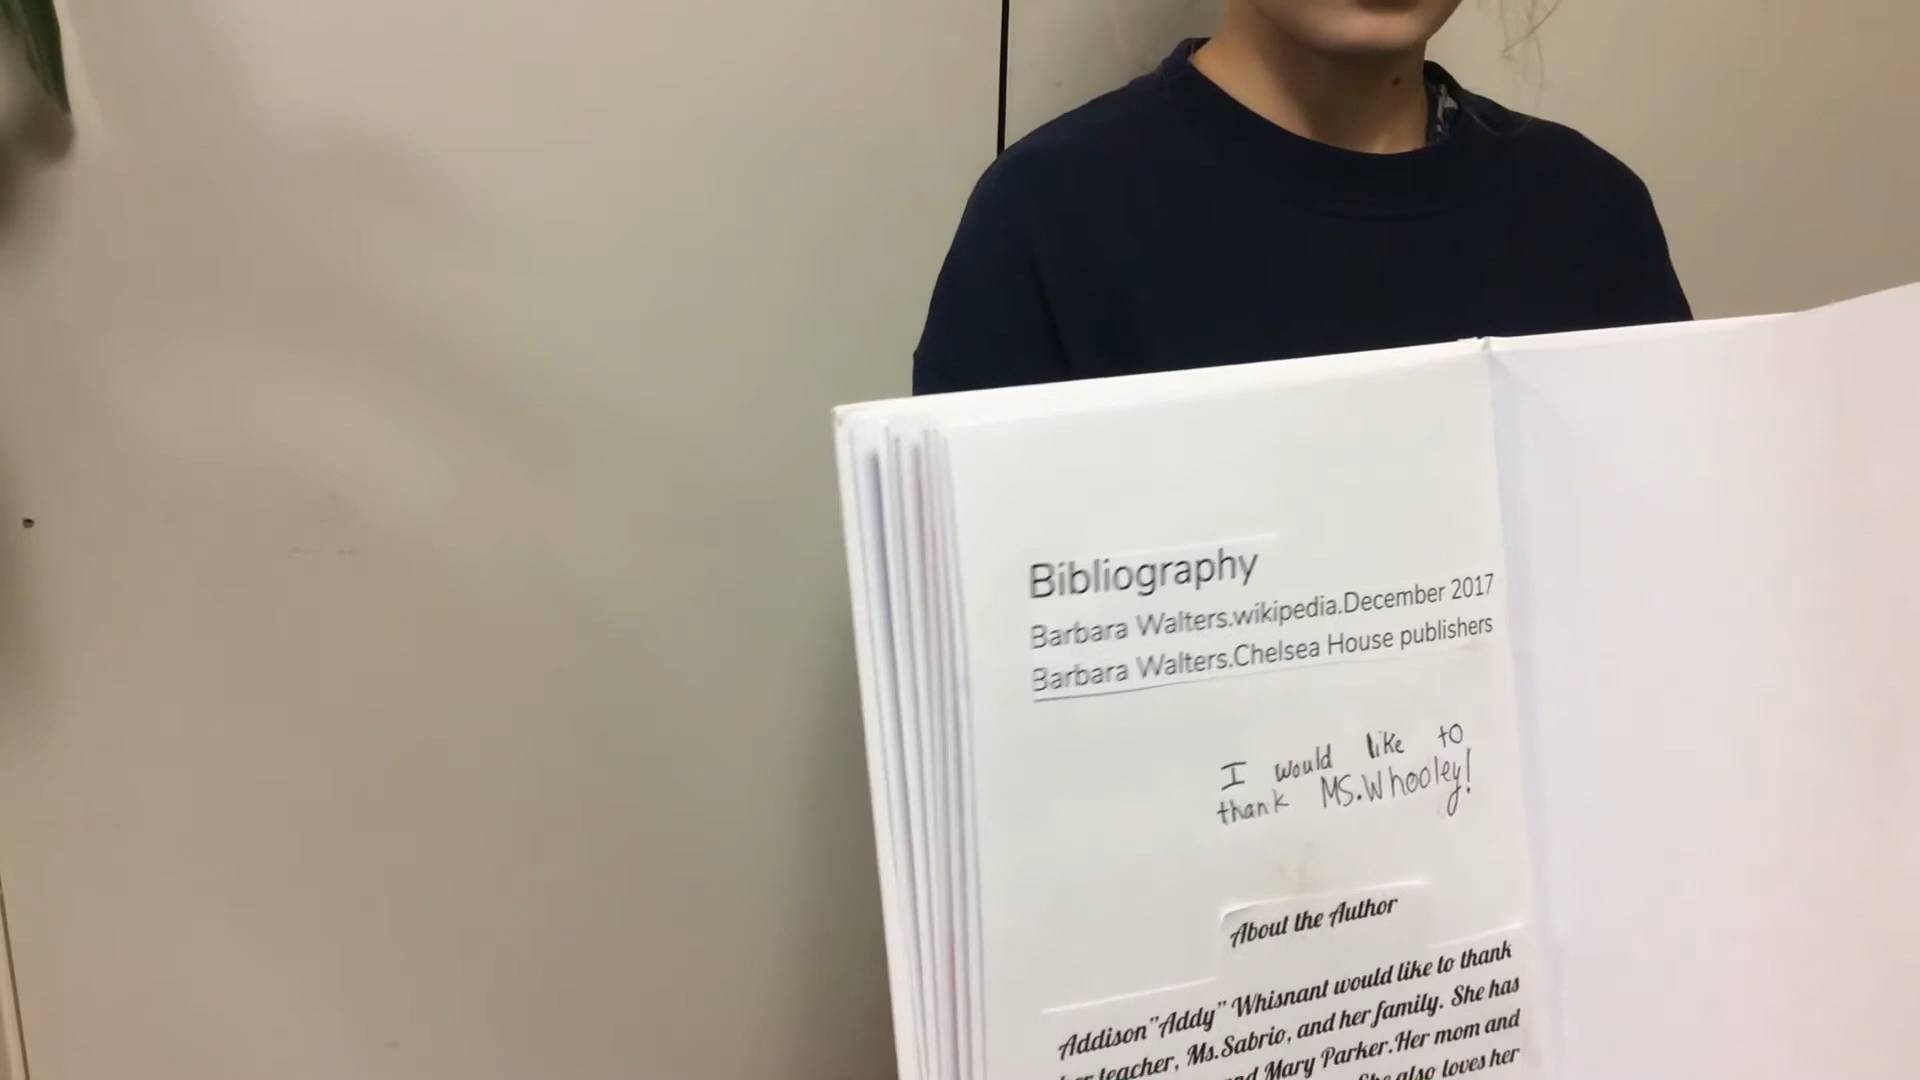 Bibliography
Barbara Walters.wikipedia.December 2017
Barbara Walters.Chelsea House publishers
I would like to
thank MS.Whooley!
About the Author
Addison"Addy" Whisnant would like to thank
teacher, Ms.Sabrio, and her family. She has
Mary Parker.Her mom and
also loves her